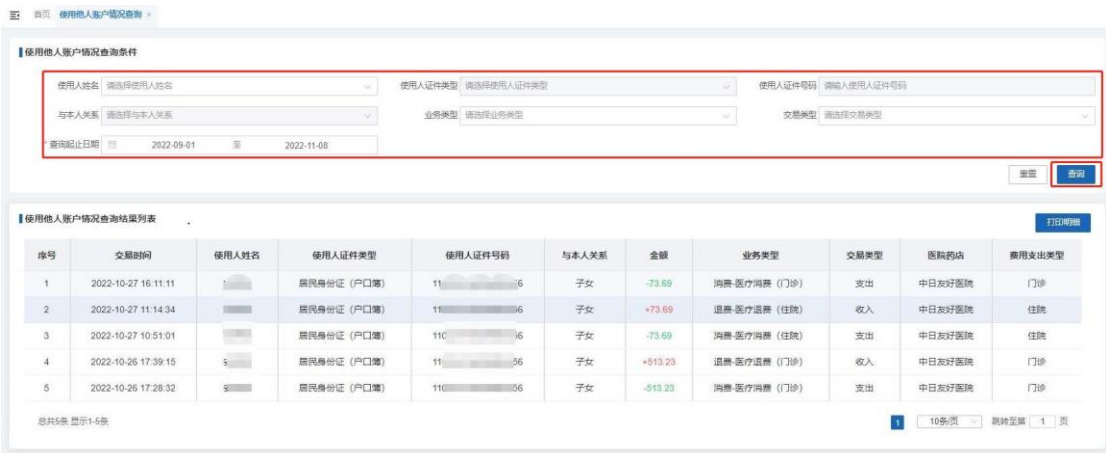 首页 使用他人账户情况查询 ×
使用他人账户情况查询条件
使用人姓名 请选择使用人姓名 使用人证件类型 请选择使用人证件类型 使用人证件号码 请输入使用人证件号码
与本人关系 请选择与本人关系 业务类型 请选择业务类型 交易类型 请选择交易类型
* 查询起止日期 2022-09-01 至 2022-11-08
重置 查询
使用他人账户情况查询结果列表
打印明细
序号 交易时间 使用人姓名 使用人证件类型 使用人证件号码 与本人关系 金额 业务类型 交易类型 医院药店 费用支出类型
1 2022-10-27 16:11:11 居民身份证（户口簿） 11 6 子女 -73.69 消费-医疗消费（门诊） 支出 中日友好医院 门诊
2 2022-10-27 11:14:34 居民身份证（户口簿） 11 56 子女 +73.69 退费-医疗退费（住院） 收入 中日友好医院 住院
3 2022-10-27 10:51:01 居民身份证（户口簿） 110 56 子女 -73.69 消费-医疗消费（住院） 支出 中日友好医院 住院
4 2022-10-26 17:39:15 居民身份证（户口簿） 11 56 子女 +513.23 退费-医疗退费（门诊） 收入 中日友好医院 门诊
5 2022-10-26 17:28:32 居民身份证（户口簿） 110 56 子女 -513.23 消费-医疗消费（门诊） 支出 中日友好医院 门诊
总共5条 显示1-5条 1 10条/页 跳转至第 1 页